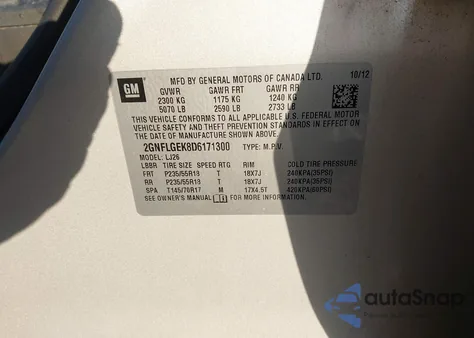 GM
MFD BY GENERAL MOTORS OF CANADA LTD. 10/12
GVWR GAWR FRT GAWR RR
2300 KG 1175 KG 1240 KG
5070 LB 2590 LB 2733 LB
THIS VEHICLE CONFORMS TO ALL APPLICABLE U.S. FEDERAL MOTOR
VEHICLE SAFETY AND THEFT PREVENTION STANDARDS IN EFFECT ON
THE DATE OF MANUFACTURE SHOWN ABOVE.
2GNFLGEK8D6171300 TYPE: M.P.V.
MODEL: LJ26
TIRE SIZE SPEED RTG RIM COLD TIRE PRESSURE
FRT P235/55R18 T 18X7J 240KPA(35PSI)
RR P235/55R18 T 18X7J 240KPA(35PSI)
SPA T145/70R17 M 17X4.5T 420KPA(60PSI)
SEE OWNER'S MANUAL FOR MORE INFORMATION.
autoSnap